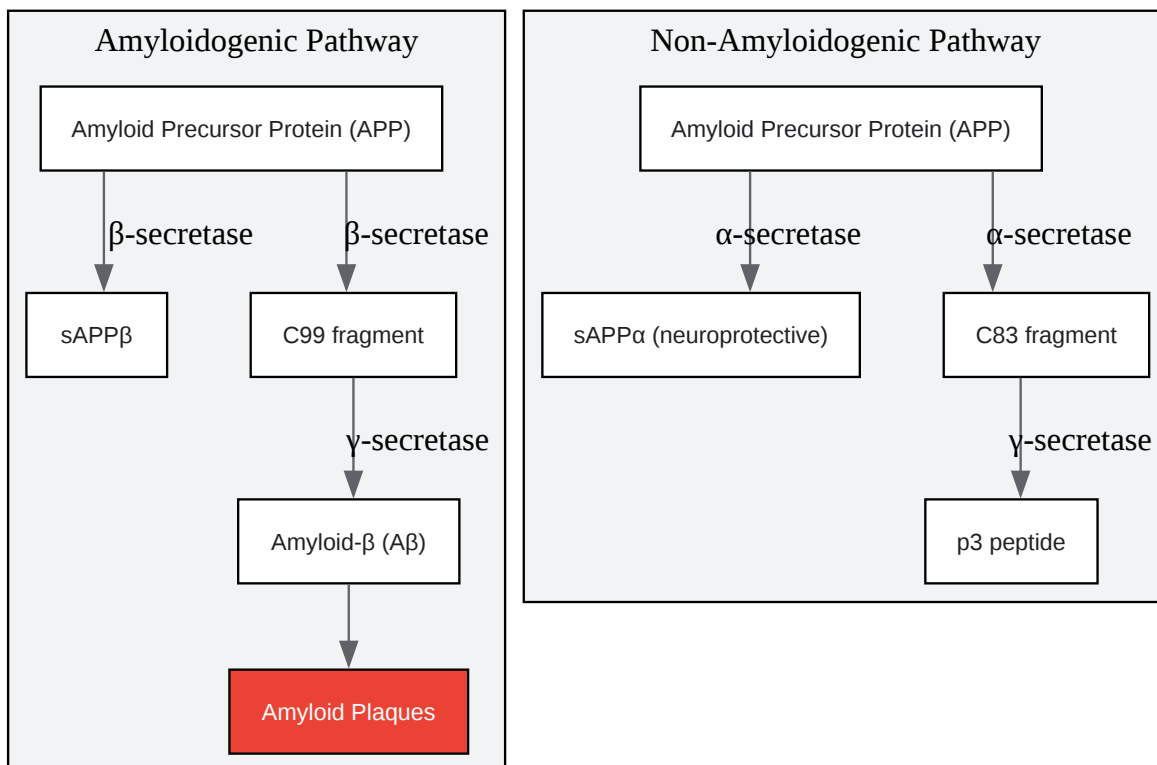 Amyloidogenic Pathway
Amyloid Precursor Protein (APP)
β-secretase
β-secretase
sAPPβ
C99 fragment
γ-secretase
Amyloid-β (Aβ)
Amyloid Plaques
Non-Amyloidogenic Pathway
Amyloid Precursor Protein (APP)
α-secretase
α-secretase
sAPPα (neuroprotective)
C83 fragment
γ-secretase
p3 peptide